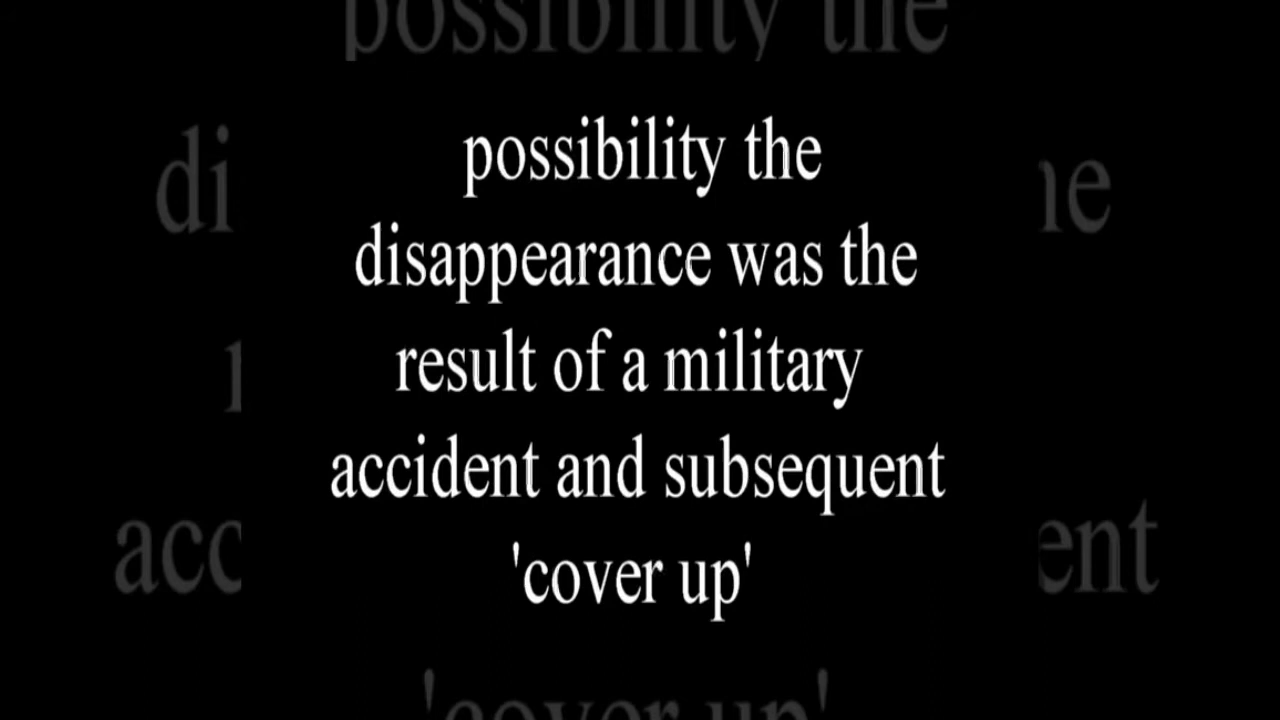 possibility the
disappearance was the
result of a military
accident and subsequent
'cover up'